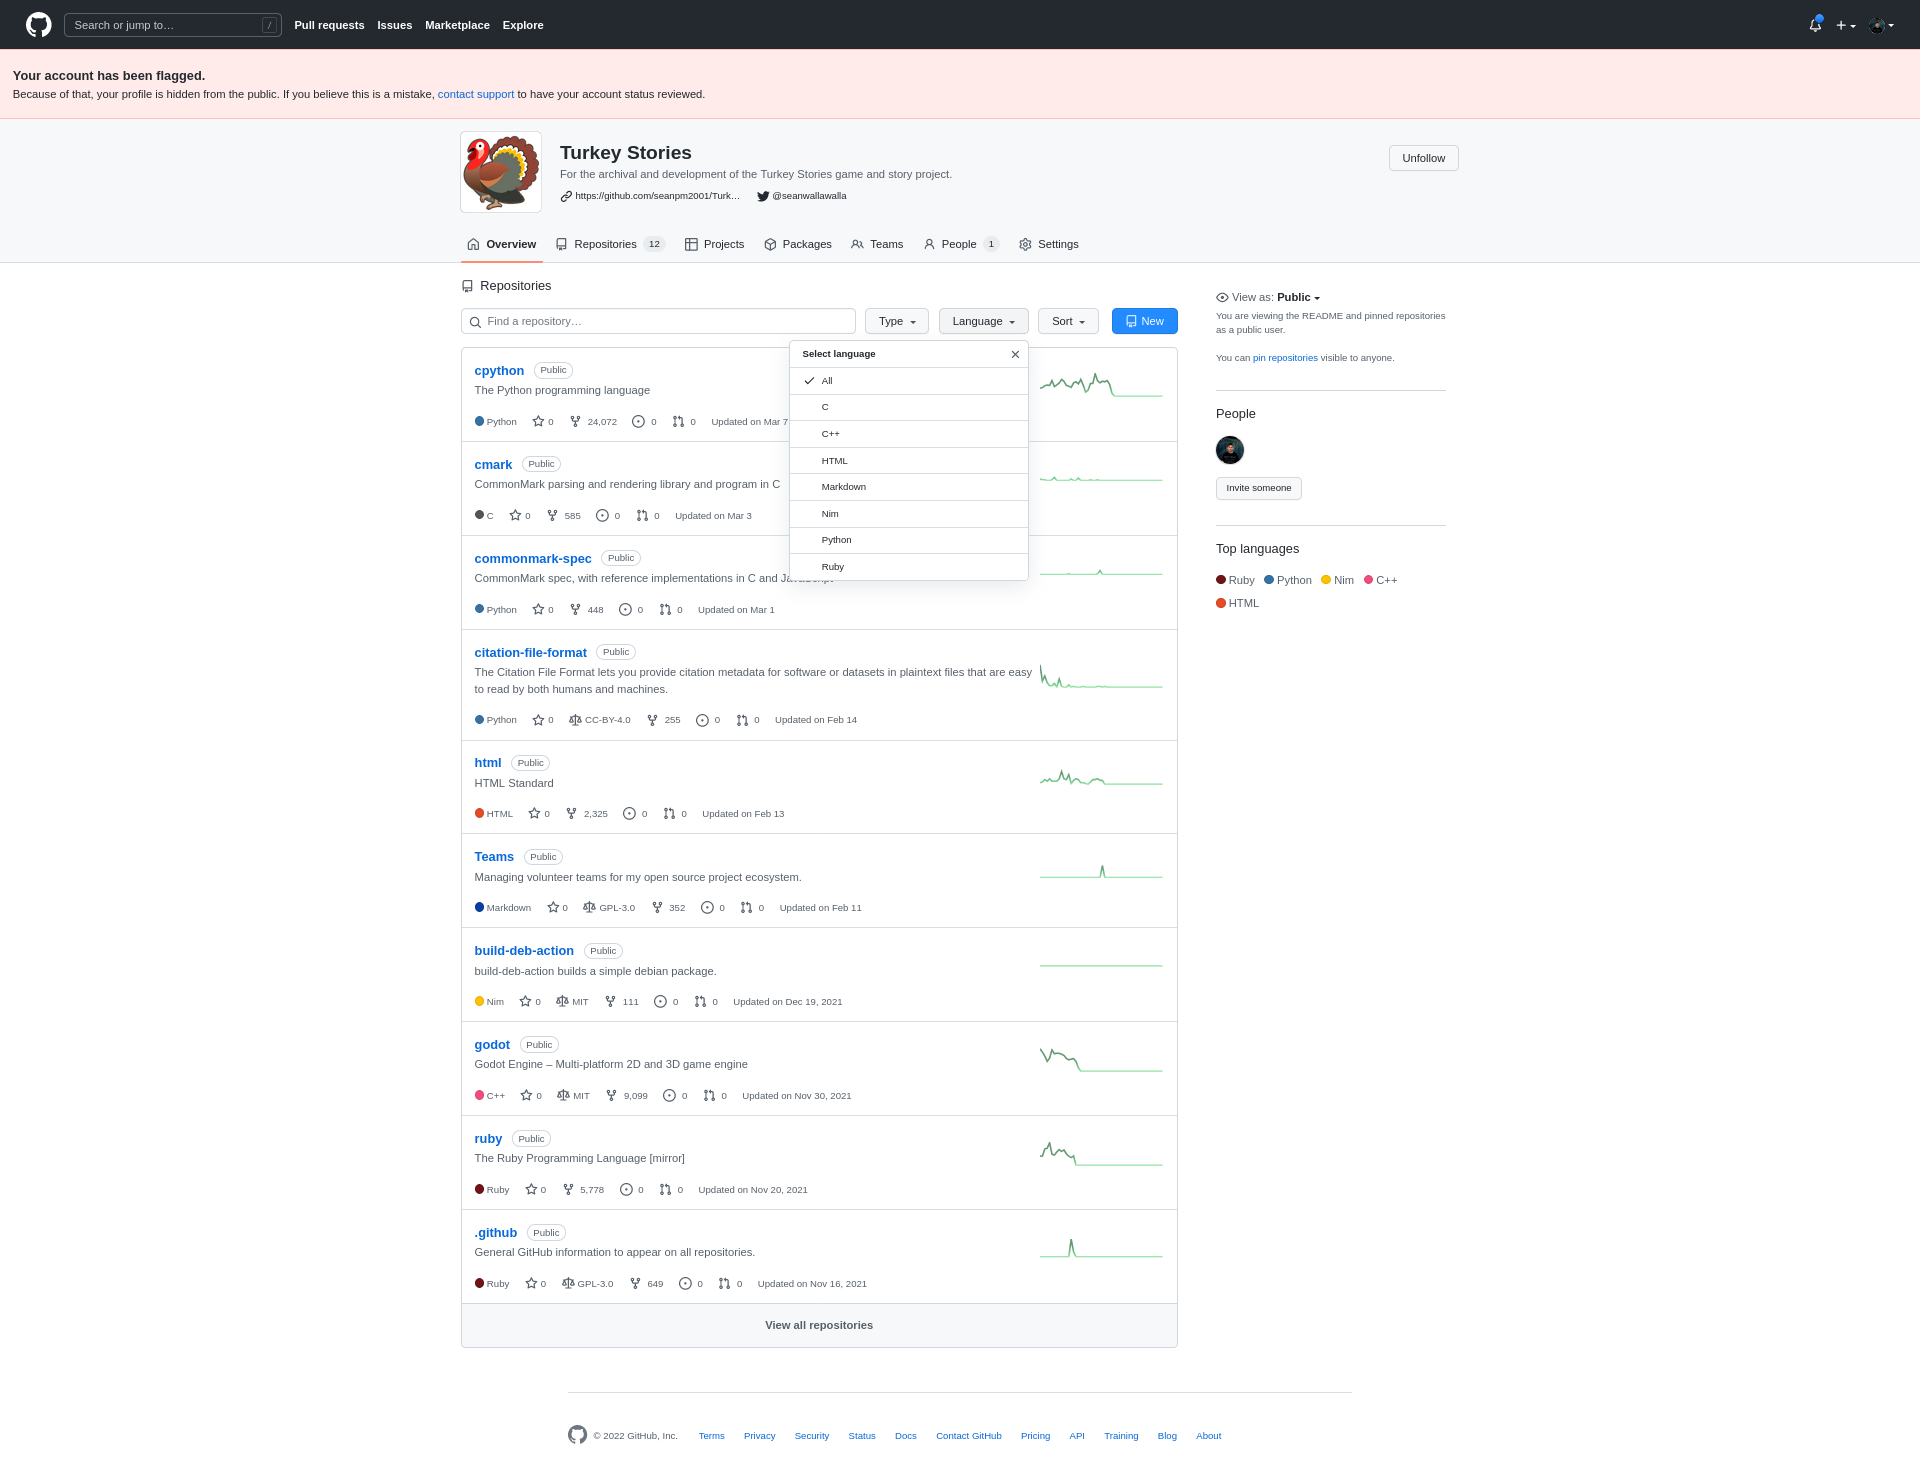 Search or jump to… /
Pull requests Issues Marketplace Explore
Your account has been flagged.
Because of that, your profile is hidden from the public. If you believe this is a mistake, contact support to have your account status reviewed.
Turkey Stories
Unfollow
For the archival and development of the Turkey Stories game and story project.
https://github.com/seanpm2001/Turk… @seanwallawalla
Overview Repositories 12 Projects Packages Teams People 1 Settings
Repositories
Find a repository… Type Language Sort New
Select language
All
C
C++
HTML
Markdown
Nim
Python
Ruby
cpython Public
The Python programming language
Python 0 24,072 0 0 Updated on Mar 7
cmark Public
CommonMark parsing and rendering library and program in C
C 0 585 0 0 Updated on Mar 3
commonmark-spec Public
CommonMark spec, with reference implementations in C and JavaScript
Python 0 448 0 0 Updated on Mar 1
citation-file-format Public
The Citation File Format lets you provide citation metadata for software or datasets in plaintext files that are easy
to read by both humans and machines.
Python 0 CC-BY-4.0 255 0 0 Updated on Feb 14
html Public
HTML Standard
HTML 0 2,325 0 0 Updated on Feb 13
Teams Public
Managing volunteer teams for my open source project ecosystem.
Markdown 0 GPL-3.0 352 0 0 Updated on Feb 11
build-deb-action Public
build-deb-action builds a simple debian package.
Nim 0 MIT 111 0 0 Updated on Dec 19, 2021
godot Public
Godot Engine – Multi-platform 2D and 3D game engine
C++ 0 MIT 9,099 0 0 Updated on Nov 30, 2021
ruby Public
The Ruby Programming Language [mirror]
Ruby 0 5,778 0 0 Updated on Nov 20, 2021
.github Public
General GitHub information to appear on all repositories.
Ruby 0 GPL-3.0 649 0 0 Updated on Nov 16, 2021
View all repositories
View as: Public
You are viewing the README and pinned repositories
as a public user.
You can pin repositories visible to anyone.
People
Invite someone
Top languages
Ruby Python Nim C++
HTML
© 2022 GitHub, Inc. Terms Privacy Security Status Docs Contact GitHub Pricing API Training Blog About